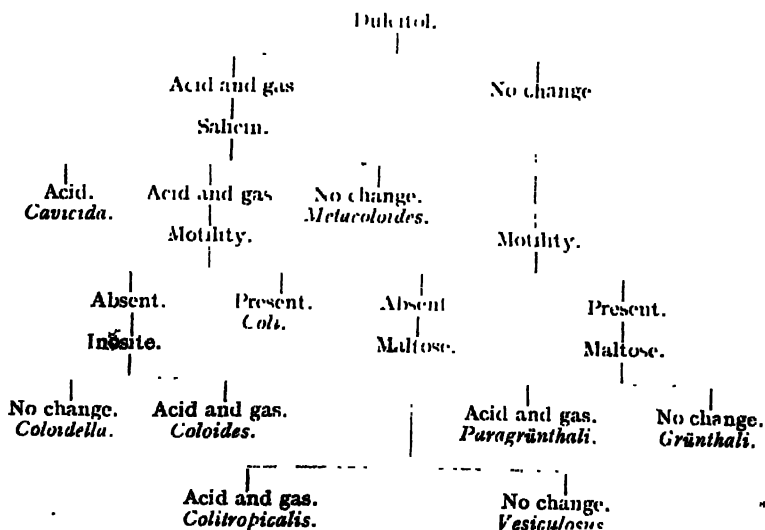 Dulcitol.
Acid and gas No change
Salicin.
Acid. Acid and gas No change.
Cavicida. Metacoloides.
Motility. Motility.
Absent. Present. Absent Present.
Coli.
Inosite. Maltose. Maltose.
No change. Acid and gas. Acid and gas. No change.
Coloidella. Coloides. Paragrünthali. Grünthali.
Acid and gas. No change.
Colitropicalis. Vesiculosus